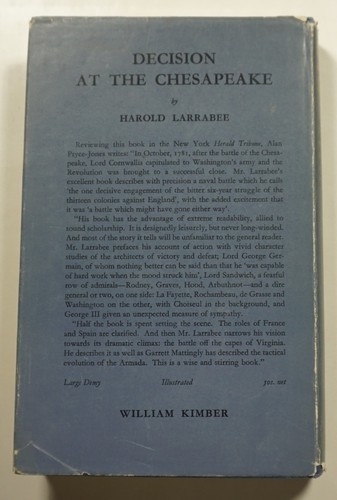 DECISION
AT THE CHESAPEAKE
by
HAROLD LARRABEE
Reviewing this book in the New York Herald Tribune, Alan
Pryce-Jones writes: "In October, 1781, after the battle of the Chesa-
peake, Lord Cornwallis capitulated to Washington's army and the
Revolution was brought to a successful close. Mr. Larrabee's
excellent book describes with precision a naval battle which he calls
'the one decisive engagement of the bitter six-year struggle of the
thirteen colonies against England', with the added excitement that
it was 'a battle which might have gone either way'.
"His book has the advantage of extreme readability, allied to
sound scholarship. It is designedly leisurely, but never long-winded.
And most of the story it tells will be unfamiliar to the general reader.
Mr. Larrabee prefaces his account of action with vivid character
studies of the architects of victory and defeat; Lord George Ger-
main, of whom nothing better can be said than that he 'was capable
of hard work when the mood struck him', Lord Sandwich, a fearful
row of admirals—Rodney, Graves, Hood, Arbuthnot—and a dire
general or two, on one side: La Fayette, Rochambeau, de Grasse and
Washington on the other, with Choiseul in the background, and
George III given an unexpected measure of sympathy.
"Half the book is spent setting the scene. The roles of France
and Spain are clarified. And then Mr. Larrabee narrows his vision
towards its dramatic climax: the battle off the capes of Virginia.
He describes it as well as Garrett Mattingly has described the tactical
evolution of the Armada. This is a wise and stirring book."
Large Demy Illustrated 30s. net
WILLIAM KIMBER